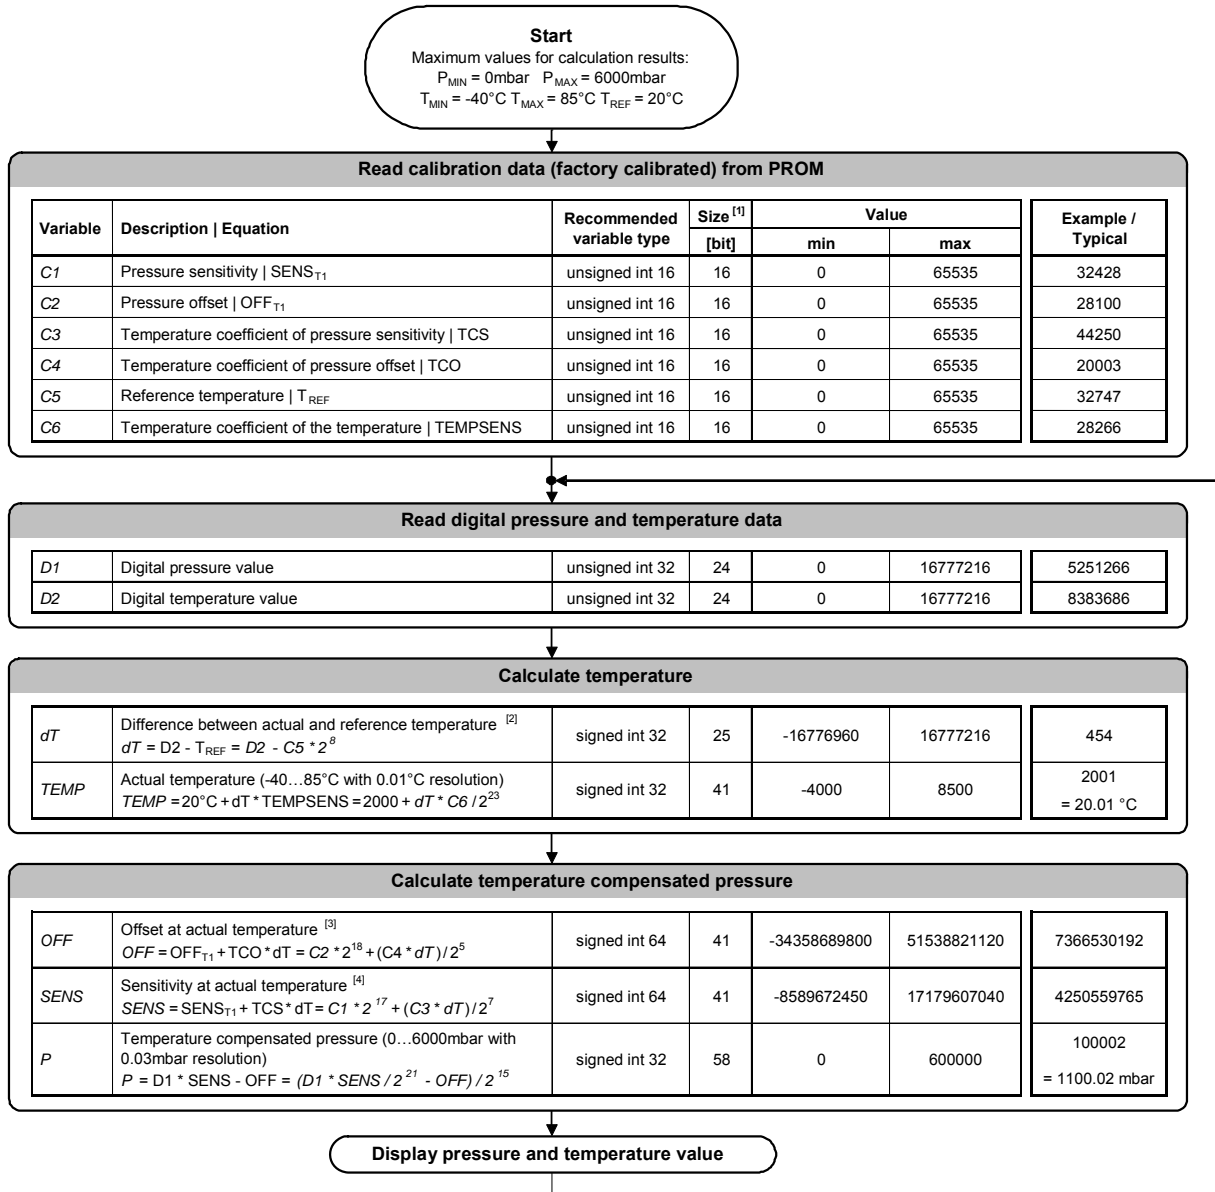 Start
Maximum values for calculation results:
P_MIN = 0mbar P_MAX = 6000mbar
T_MIN = -40°C T_MAX = 85°C T_REF = 20°C
Read calibration data (factory calibrated) from PROM
Variable Description | Equation Recommended variable type Size [1] [bit] Value min max Example / Typical
C1 Pressure sensitivity | SENS_T1 unsigned int 16 16 0 65535 32428
C2 Pressure offset | OFF_T1 unsigned int 16 16 0 65535 28100
C3 Temperature coefficient of pressure sensitivity | TCS unsigned int 16 16 0 65535 44250
C4 Temperature coefficient of pressure offset | TCO unsigned int 16 16 0 65535 20003
C5 Reference temperature | T_REF unsigned int 16 16 0 65535 32747
C6 Temperature coefficient of the temperature | TEMPSENS unsigned int 16 16 0 65535 28266
Read digital pressure and temperature data
D1 Digital pressure value unsigned int 32 24 0 16777216 5251266
D2 Digital temperature value unsigned int 32 24 0 16777216 8383686
Calculate temperature
dT Difference between actual and reference temperature [2]
dT = D2 - T_REF = D2 - C5 * 2^8 signed int 32 25 -16776960 16777216 454
TEMP Actual temperature (-40…85°C with 0.01°C resolution)
TEMP = 20°C + dT * TEMPSENS = 2000 + dT * C6 / 2^23 signed int 32 41 -4000 8500 2001
= 20.01 °C
Calculate temperature compensated pressure
OFF Offset at actual temperature [3]
OFF = OFF_T1 + TCO * dT = C2 * 2^18 + (C4 * dT) / 2^5 signed int 64 41 -34358689800 51538821120 7366530192
SENS Sensitivity at actual temperature [4]
SENS = SENS_T1 + TCS * dT = C1 * 2^17 + (C3 * dT) / 2^7 signed int 64 41 -8589672450 17179607040 4250559765
P Temperature compensated pressure (0…6000mbar with
0.03mbar resolution)
P = D1 * SENS - OFF = (D1 * SENS / 2^21 - OFF) / 2^15 signed int 32 58 0 600000 100002
= 1100.02 mbar
Display pressure and temperature value